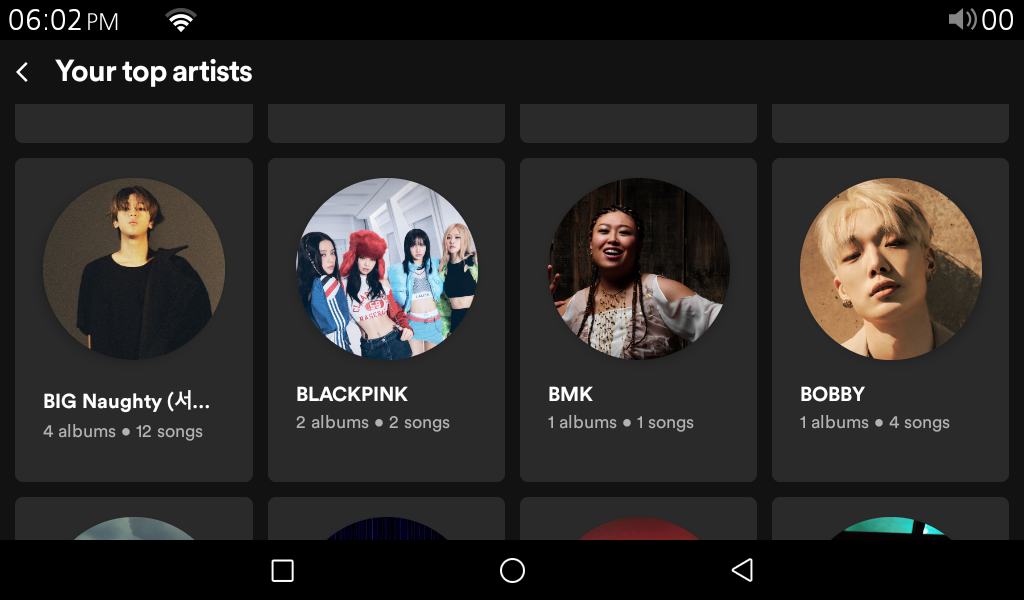 06:02 PM
00
Your top artists
BIG Naughty (서...
4 albums • 12 songs
BLACKPINK
2 albums • 2 songs
BMK
1 albums • 1 songs
BOBBY
1 albums • 4 songs